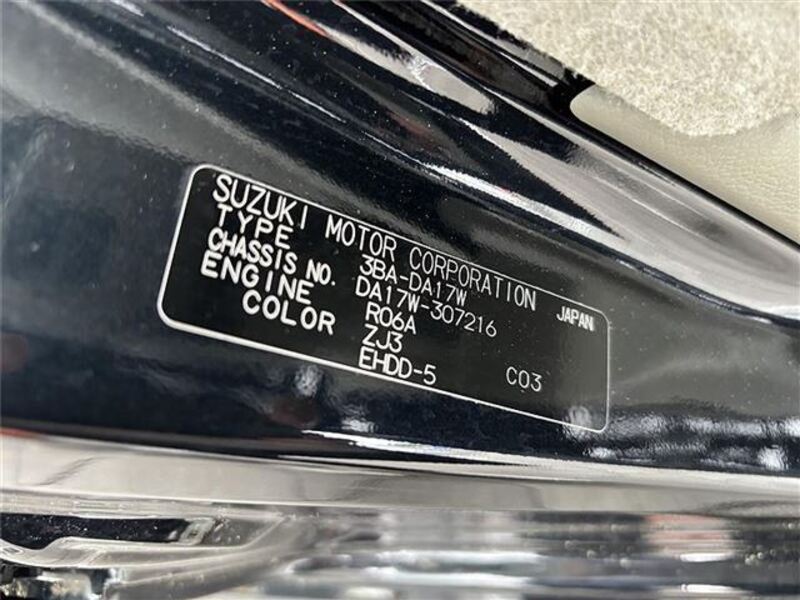 SUZUKI MOTOR CORPORATION JAPAN
TYPE 3BA-DA17W
CHASSIS NO. DA17W-307216
ENGINE R06A
COLOR ZJ3
EHDD-5 C03